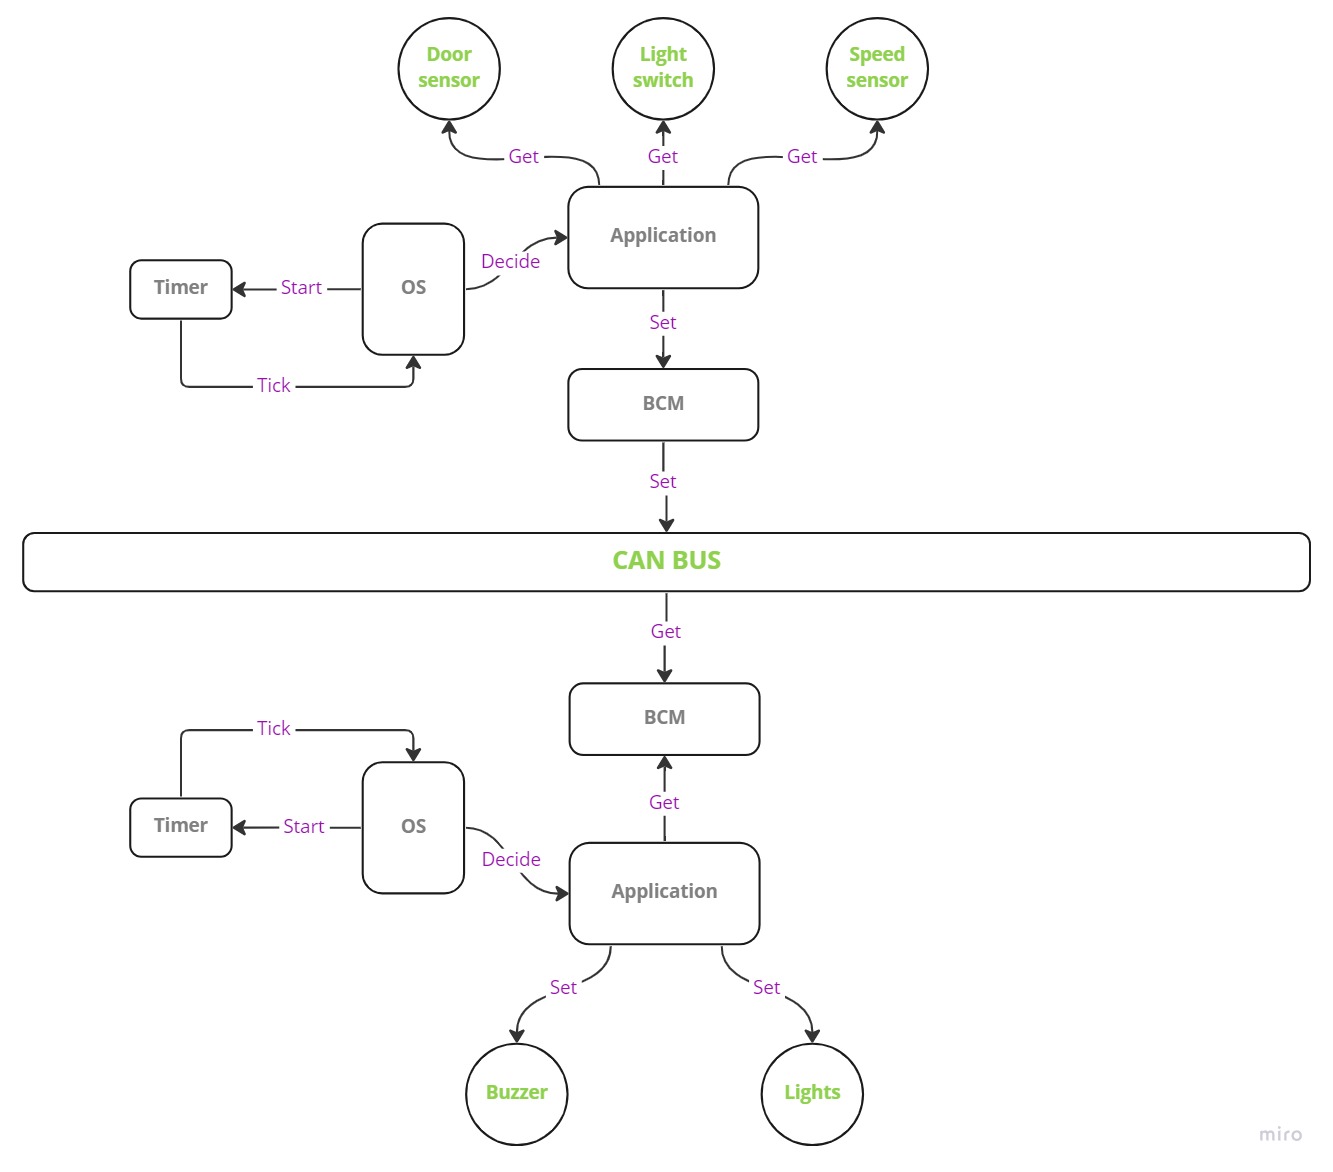 Door
sensor
Light
switch
Speed
sensor
Get
Get
Get
Application
Decide
OS
Start
Timer
Tick
Set
BCM
Set
CAN BUS
Get
BCM
Tick
Get
Timer
Start
OS
Decide
Application
Set
Set
Buzzer
Lights
miro